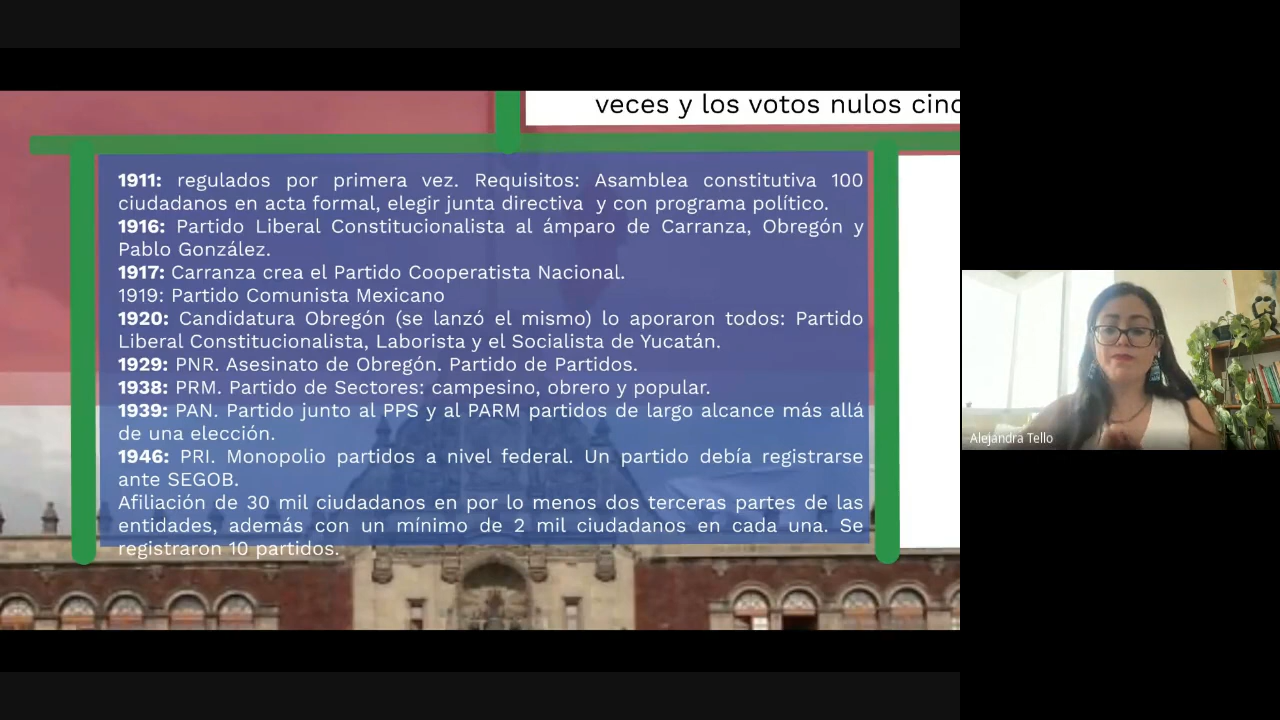 veces y los votos nulos cinc
1911: regulados por primera vez. Requisitos: Asamblea constitutiva 100
ciudadanos en acta formal, elegir junta directiva y con programa político.
1916: Partido Liberal Constitucionalista al ámparo de Carranza, Obregón y
Pablo González.
1917: Carranza crea el Partido Cooperatista Nacional.
1919: Partido Comunista Mexicano
1920: Candidatura Obregón (se lanzó el mismo) lo aporaron todos: Partido
Liberal Constitucionalista, Laborista y el Socialista de Yucatán.
1929: PNR. Asesinato de Obregón. Partido de Partidos.
1938: PRM. Partido de Sectores: campesino, obrero y popular.
1939: PAN. Partido junto al PPS y al PARM partidos de largo alcance más allá
de una elección.
1946: PRI. Monopolio partidos a nivel federal. Un partido debía registrarse
ante SEGOB.
Afiliación de 30 mil ciudadanos en por lo menos dos terceras partes de las
entidades, además con un mínimo de 2 mil ciudadanos en cada una. Se
registraron 10 partidos.
Alejandra Tello